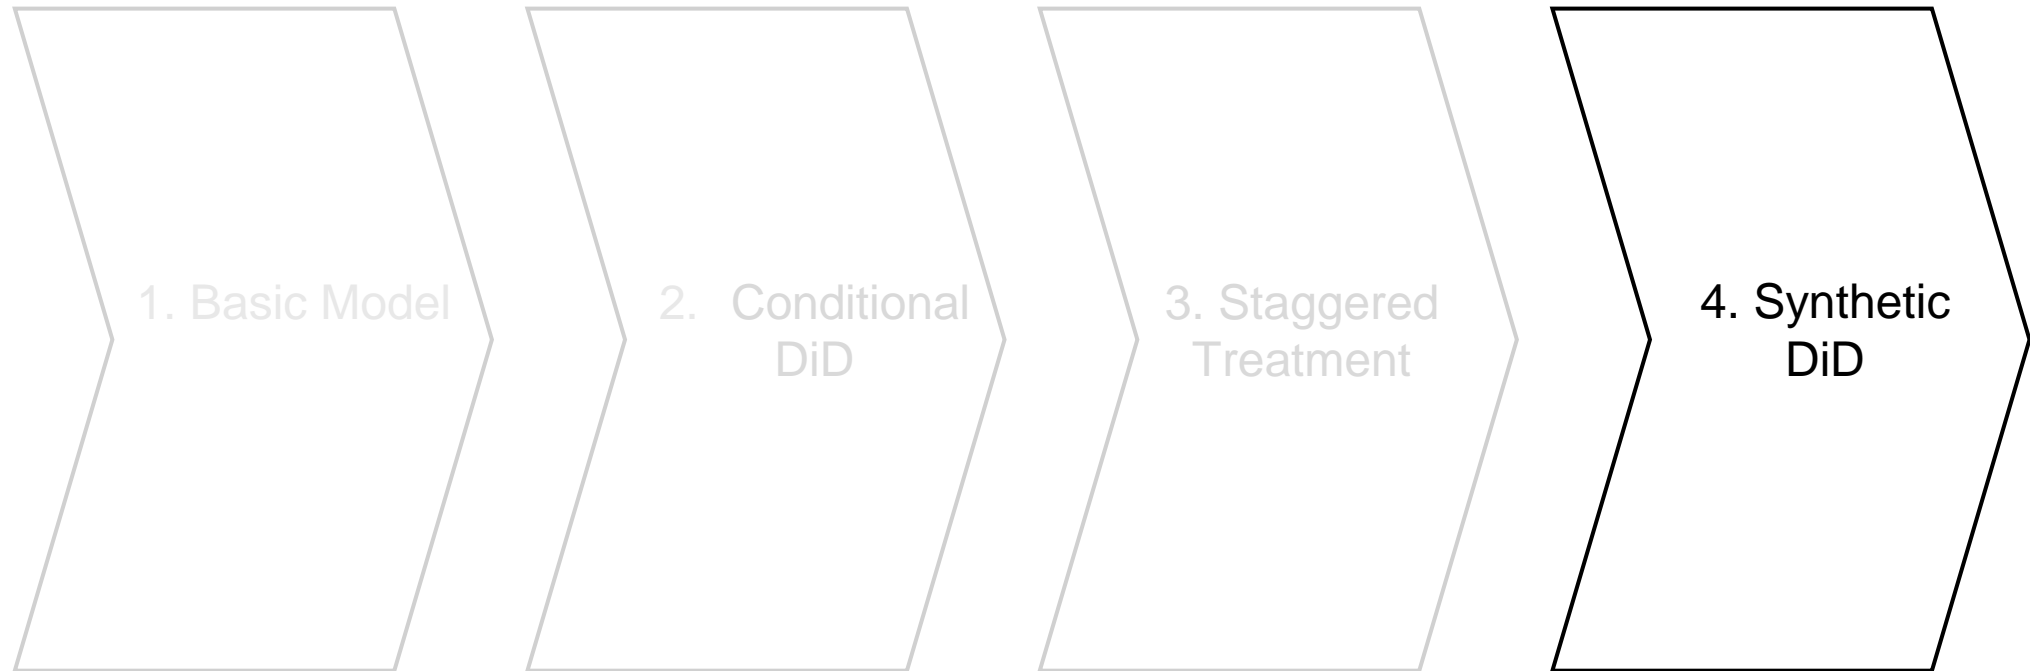 1. Basic Model
2. Conditional
DiD
3. Staggered
Treatment
4. Synthetic
DiD